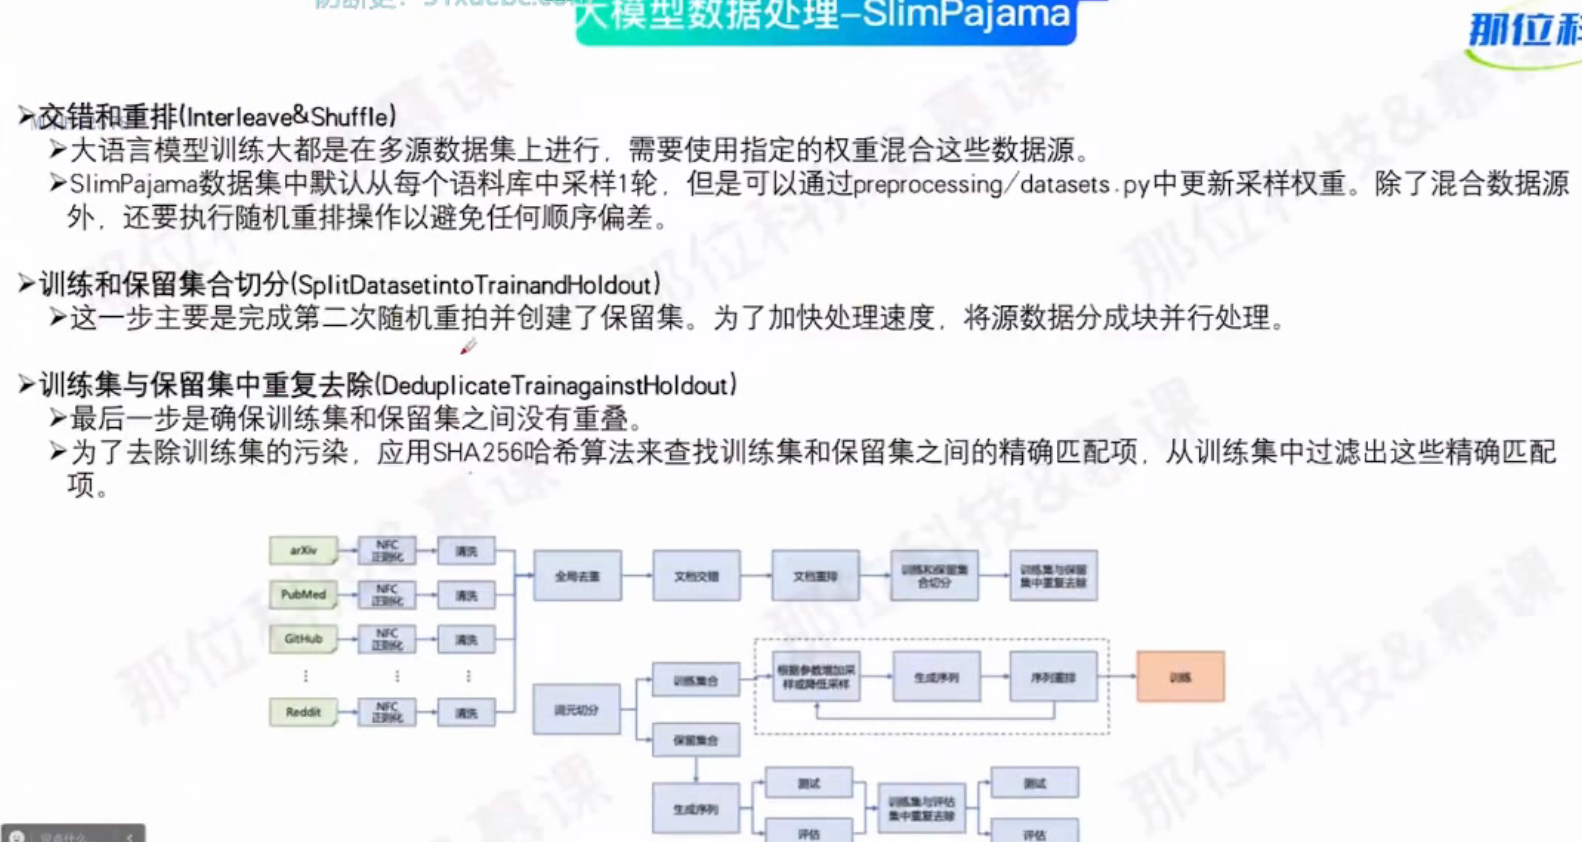 大模型数据处理-SlimPajama
那位科
➢交错和重排(Interleave&Shuffle)
➢大语言模型训练大都是在多源数据集上进行，需要使用指定的权重混合这些数据源。
➢SlimPajama数据集中默认从每个语料库中采样1轮，但是可以通过preprocessing/datasets.py中更新采样权重。除了混合数据源
外，还要执行随机重排操作以避免任何顺序偏差。
➢训练和保留集合切分(SplitDatasetintoTrainandHoldout)
➢这一步主要是完成第二次随机重拍并创建了保留集。为了加快处理速度，将源数据分成块并行处理。
➢训练集与保留集中重复去除(DeduplicateTrainagainstHoldout)
➢最后一步是确保训练集和保留集之间没有重叠。
➢为了去除训练集的污染，应用SHA256哈希算法来查找训练集和保留集之间的精确匹配项，从训练集中过滤出这些精确匹配
项。
arXiv
NFC
正则化
清洗
PubMed
NFC
正则化
清洗
GitHub
NFC
正则化
清洗
Reddit
NFC
正则化
清洗
全局去重
文档交错
文档重排
训练和保留集
合切分
训练集与保留
集中重复去除
词元切分
训练集合
保留集合
根据参数增加采
样或降低采样
生成序列
序列重排
训练
生成序列
测试
评估
训练集与评估
集中重复去除
测试
评估
说点什么
那位科技&慕课